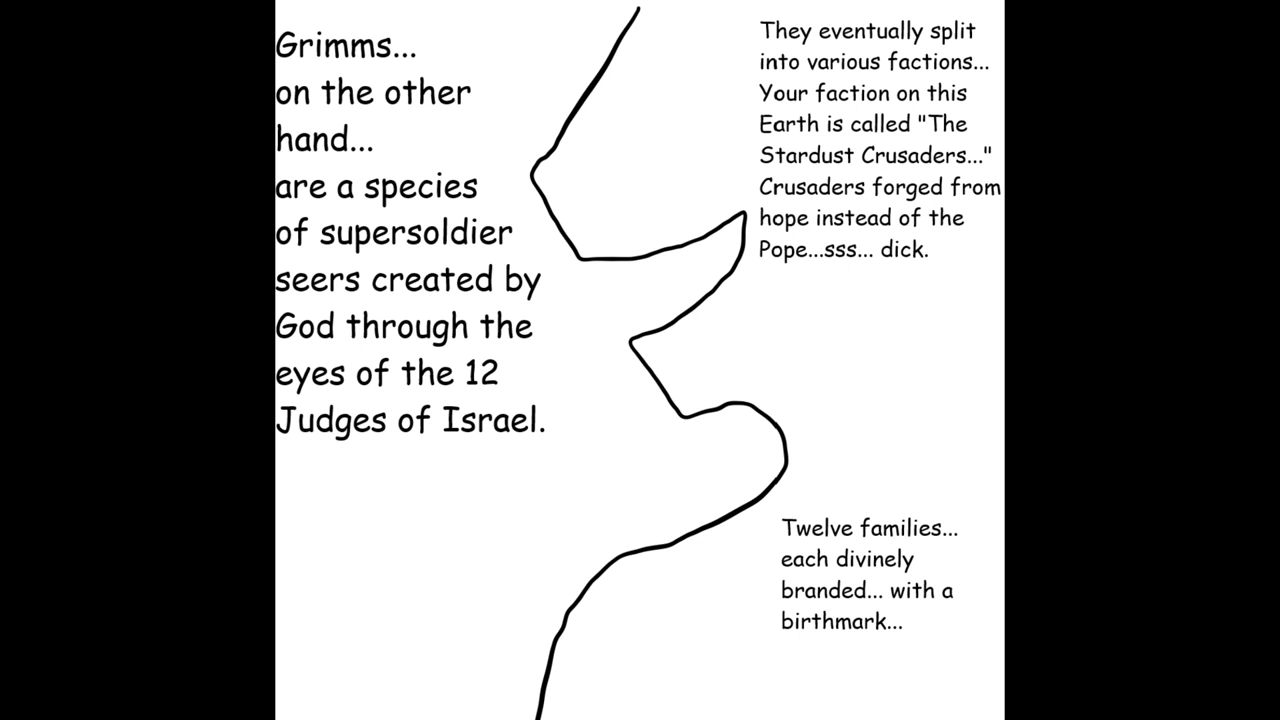 Grimms...
on the other
hand...
are a species
of supersoldier
seers created by
God through the
eyes of the 12
Judges of Israel.
They eventually split
into various factions...
Your faction on this
Earth is called "The
Stardust Crusaders..."
Crusaders forged from
hope instead of the
Pope...sss... dick.
Twelve families...
each divinely
branded... with a
birthmark...